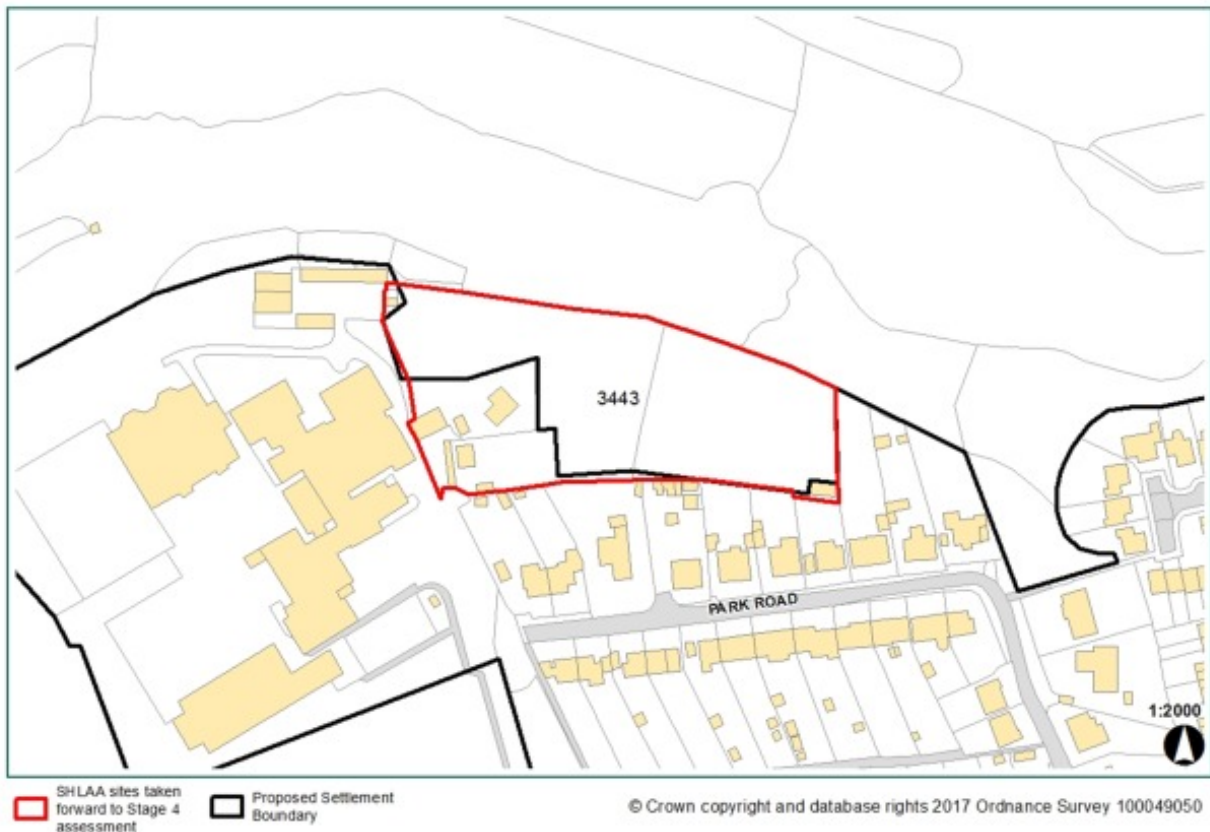 3443
PARK ROAD
1:2000
SHLAA sites taken
forward to Stage 4
assessment
Proposed Settlement
Boundary
© Crown copyright and database rights 2017 Ordnance Survey 100049050